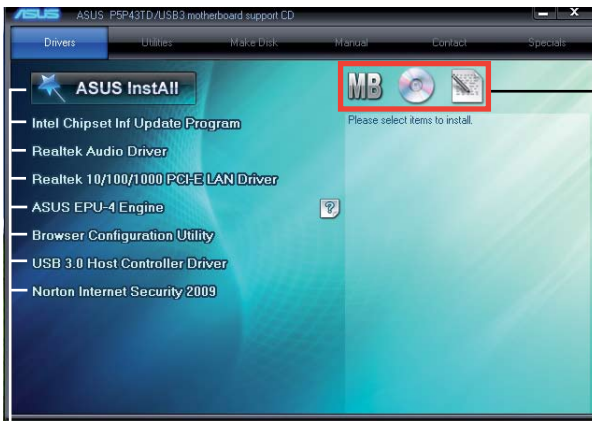 ASUS P5P43TD/USB3 motherboard support CD
Drivers Utilities Make Disk Manual Contact Specials
ASUS InstAll
MB
Please select items to install.
Intel Chipset Inf Update Program
Realtek Audio Driver
Realtek 10/100/1000 PCI-E LAN Driver
ASUS EPU-4 Engine
?
Browser Configuration Utility
USB 3.0 Host Controller Driver
Norton Internet Security 2009